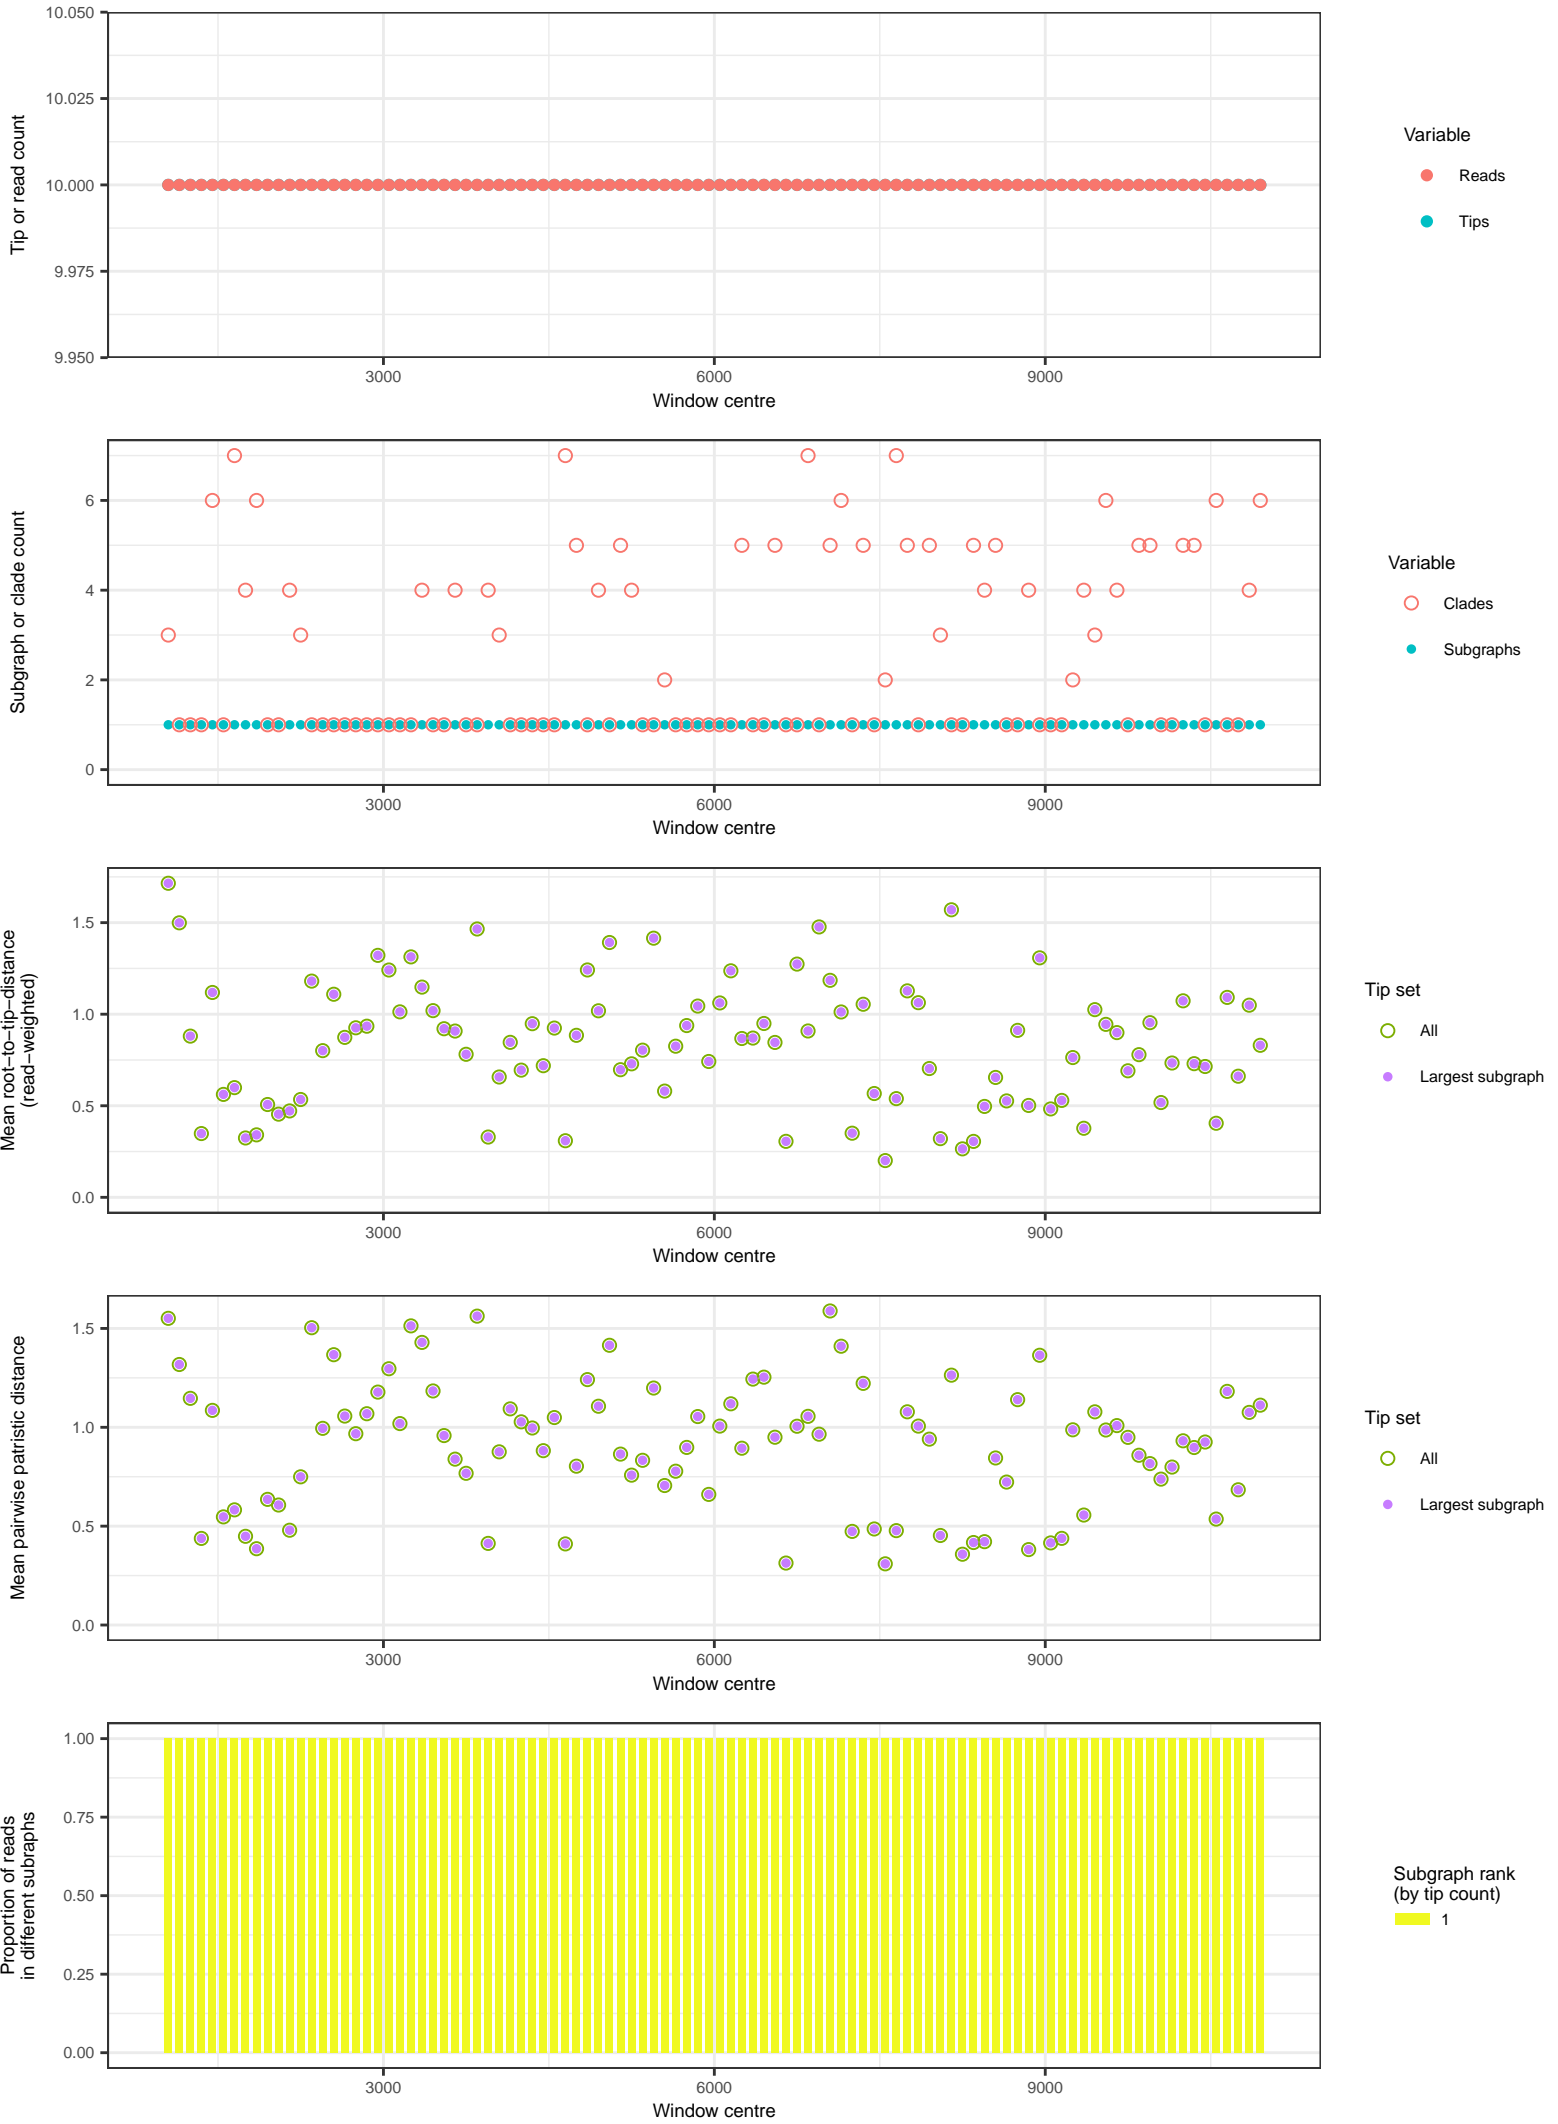 10.050
10.025
10.000
9.975
9.950
Tip or read count
3000 6000 9000
Window centre
Variable
Reads
Tips
6
4
2
0
Subgraph or clade count
3000 6000 9000
Window centre
Variable
Clades
Subgraphs
1.5
1.0
0.5
0.0
Mean root−to−tip−distance
(read−weighted)
3000 6000 9000
Window centre
Tip set
All
Largest subgraph
1.5
1.0
0.5
0.0
Mean pairwise patristic distance
3000 6000 9000
Window centre
Tip set
All
Largest subgraph
1.00
0.75
0.50
0.25
0.00
Proportion of reads
in different subraphs
3000 6000 9000
Window centre
Subgraph rank
(by tip count)
1